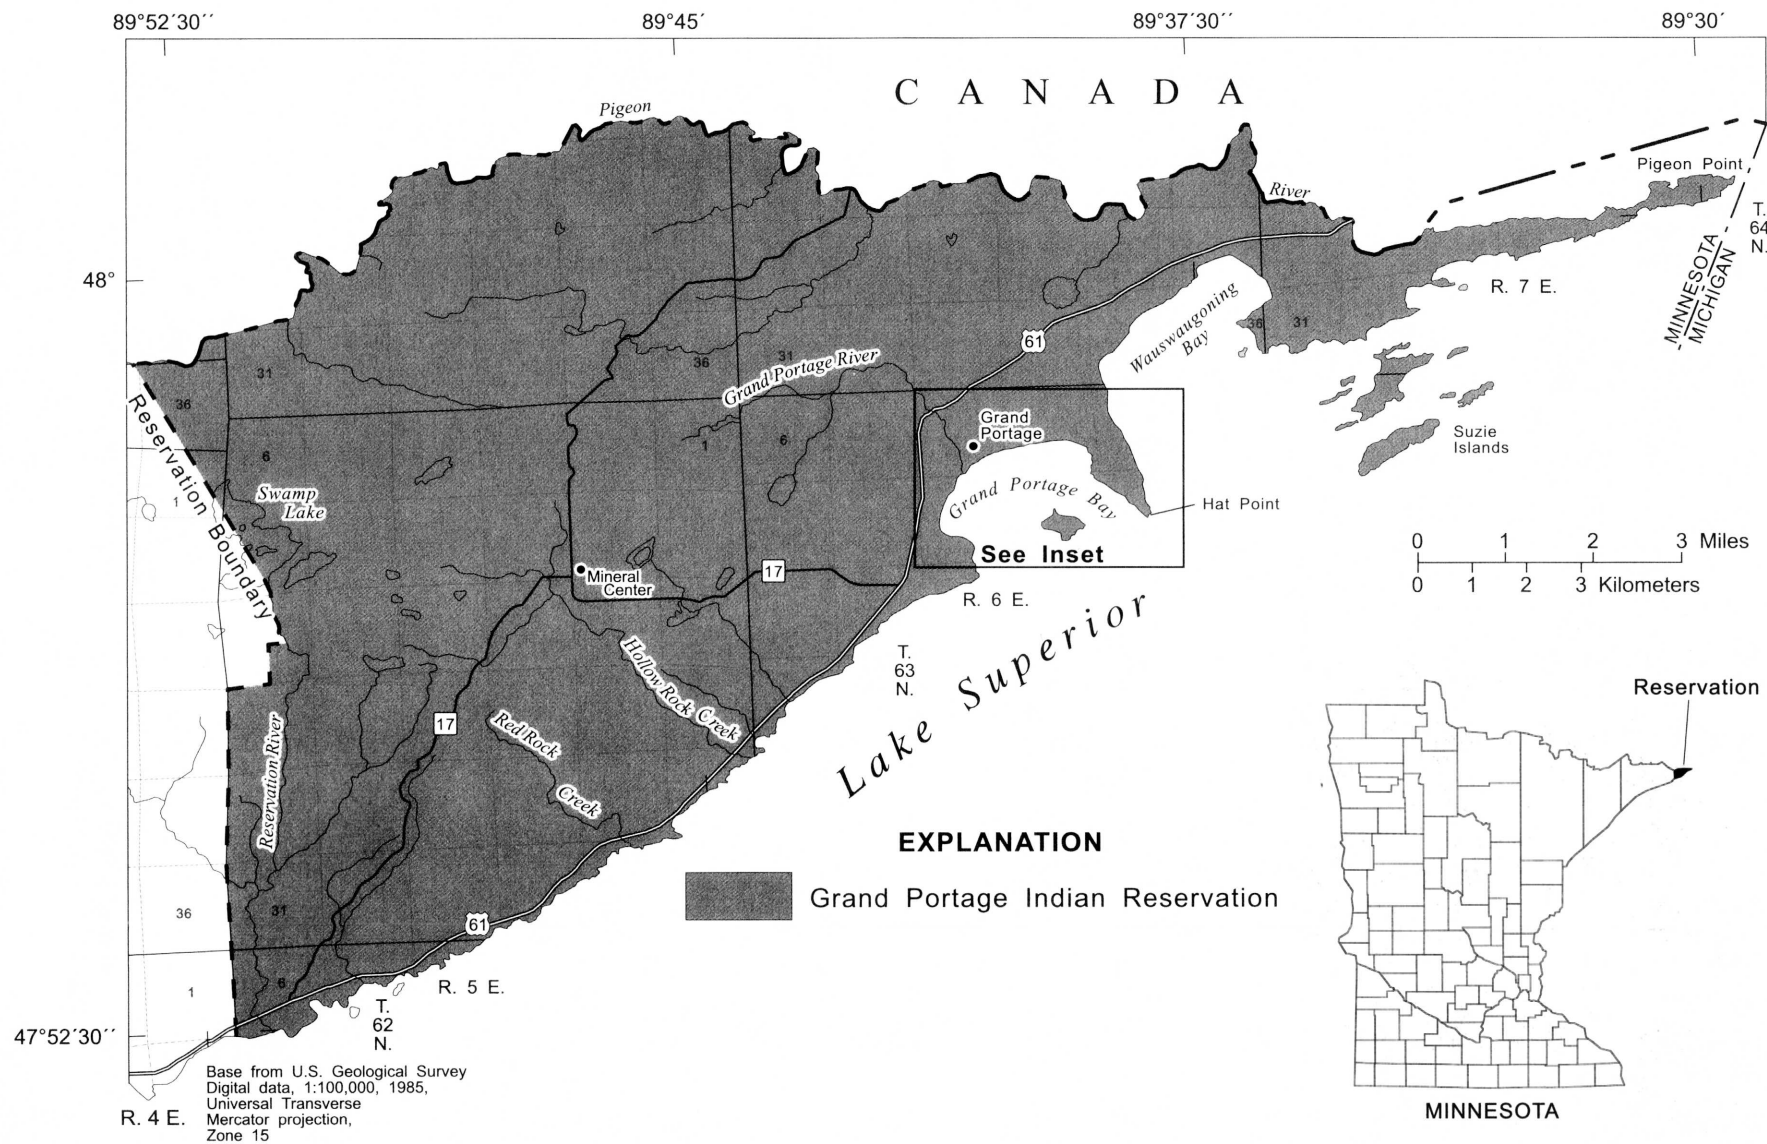 89°52´30´´
89°45´
89°37´30´´
89°30´
CANADA
Pigeon
River
Pigeon Point
T.
64
N.
48°
MINNESOTA
MICHIGAN
R. 7 E.
Wauswaugoning
Bay
36
31
61
31
36
31
36
Grand Portage River
Reservation Boundary
6
1
6
1
Grand
Portage
Suzie
Islands
Swamp
Lake
Grand Portage Bay
Hat Point
See Inset
0 1 2 3 Miles
0 1 2 3 Kilometers
Mineral
Center
17
R. 6 E.
Lake Superior
T.
63
N.
Hollow Rock Creek
Red Rock
Creek
17
Reservation River
Reservation
EXPLANATION
Grand Portage Indian Reservation
36
31
61
1
6
R. 5 E.
T.
62
N.
47°52´30´´
Base from U.S. Geological Survey
Digital data, 1:100,000, 1985,
Universal Transverse
Mercator projection,
Zone 15
R. 4 E.
MINNESOTA